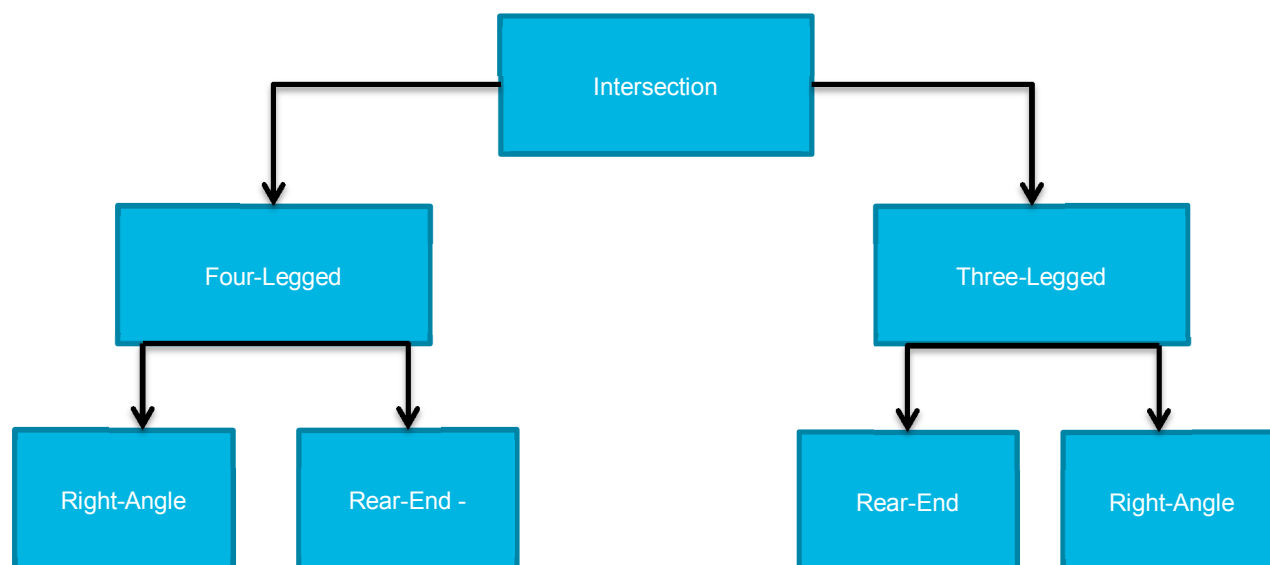 Intersection
Four-Legged
Three-Legged
Right-Angle
Rear-End -
Rear-End
Right-Angle